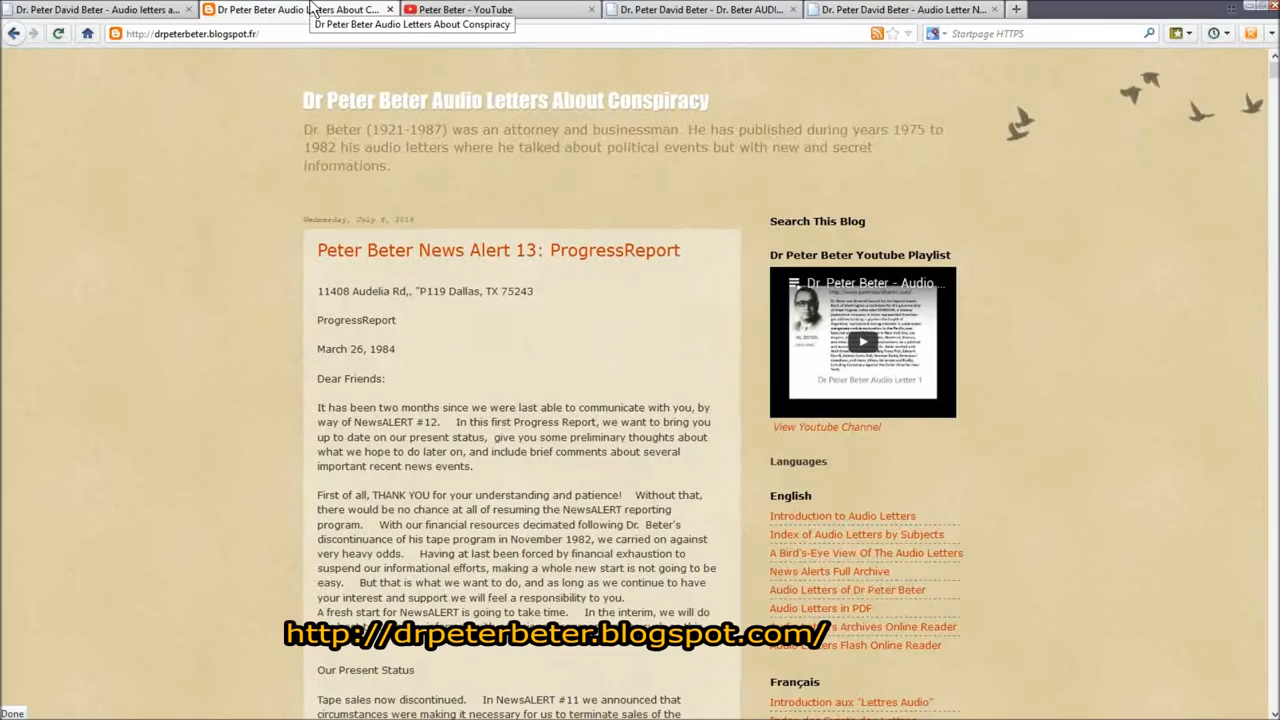 Dr. Peter David Beter - Audio letters a...
Dr Peter Beter Audio Letters About C...
Peter Beter - YouTube
Dr. Peter David Beter - Dr. Beter AUDI...
Dr. Peter David Beter - Audio Letter N...
Dr Peter Beter Audio Letters About Conspiracy
http://drpeterbeter.blogspot.fr/
Startpage HTTPS
Dr Peter Beter Audio Letters About Conspiracy
Dr. Beter (1921-1987) was an attorney and businessman. He has published during years 1975 to
1982 his audio letters where he talked about political events but with new and secret
informations.
Wednesday, July 6, 2016
Peter Beter News Alert 13: ProgressReport
11408 Audelia Rd,, "P119 Dallas, TX 75243
ProgressReport
March 26, 1984
Dear Friends:
It has been two months since we were last able to communicate with you, by
way of NewsALERT #12. In this first Progress Report, we want to bring you
up to date on our present status, give you some preliminary thoughts about
what we hope to do later on, and include brief comments about several
important recent news events.
First of all, THANK YOU for your understanding and patience! Without that,
there would be no chance at all of resuming the NewsALERT reporting
program. With our financial resources decimated following Dr. Beter's
discontinuance of his tape program in November 1982, we carried on against
very heavy odds. Having at last been forced by financial exhaustion to
suspend our informational efforts, making a whole new start is not going to be
easy. But that is what we want to do, and as long as we continue to have
your interest and support we will feel a responsibility to you.
A fresh start for NewsALERT is going to take time. In the interim, we will do
http://drpeterbeter.blogspot.com/
Our Present Status
Tape sales now discontinued. In NewsALERT #11 we announced that
circumstances were making it necessary for us to terminate sales of the
Search This Blog
Dr Peter Beter Youtube Playlist
Dr. Peter Beter - Audio ...
Dr Peter Beter Audio Letter 1
View Youtube Channel
Languages
English
Introduction to Audio Letters
Index of Audio Letters by Subjects
A Bird's-Eye View Of The Audio Letters
News Alerts Full Archive
Audio Letters of Dr Peter Beter
Audio Letters in PDF
Archives Online Reader
Flash Online Reader
Français
Introduction aux "Lettres Audio"
Done